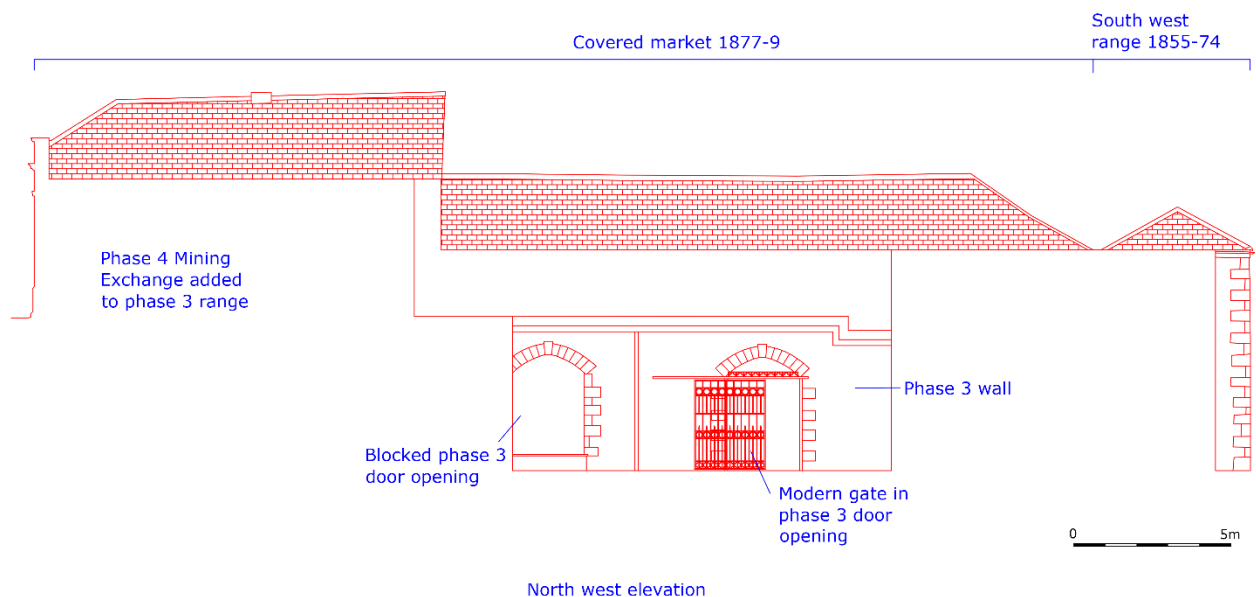 South west
range 1855-74
Covered market 1877-9
Phase 4 Mining
Exchange added
to phase 3 range
Phase 3 wall
Blocked phase 3
door opening
Modern gate in
phase 3 door
opening
0 5m
North west elevation